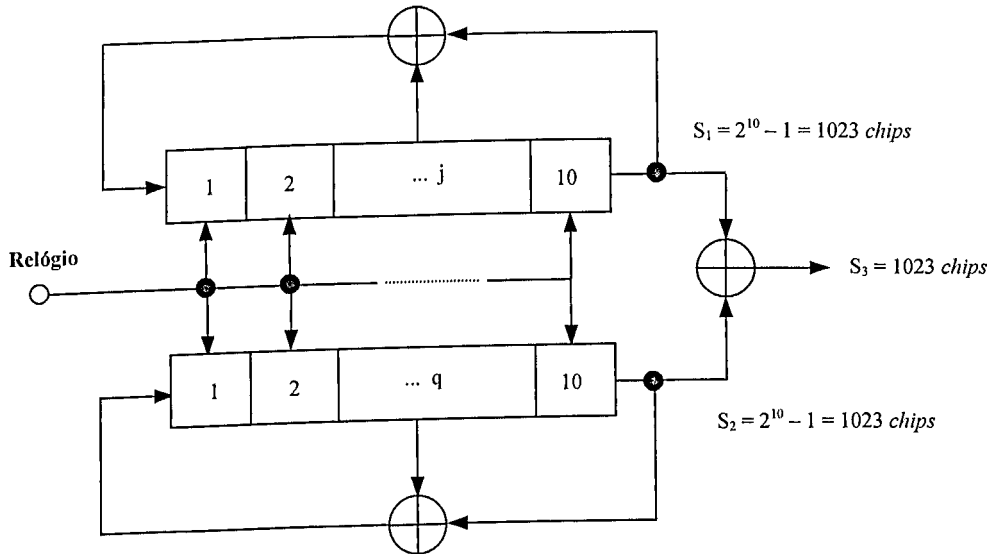 S₁ = 2¹⁰ – 1 = 1023 chips
1 2 ... j 10
Relógio
S₃ = 1023 chips
1 2 ... q 10
S₂ = 2¹⁰ – 1 = 1023 chips